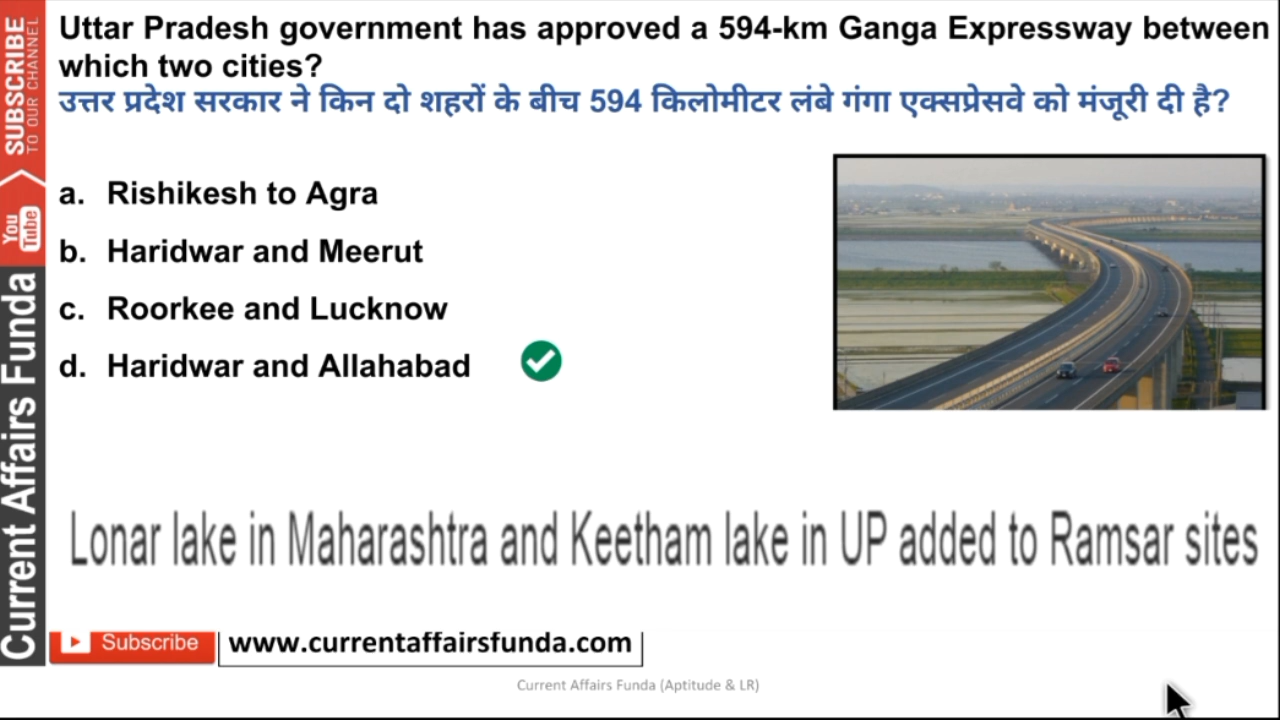 Uttar Pradesh government has approved a 594-km Ganga Expressway between
which two cities?
उत्तर प्रदेश सरकार ने किन दो शहरों के बीच 594 किलोमीटर लंबे गंगा एक्सप्रेसवे को मंजूरी दी है?
a. Rishikesh to Agra
b. Haridwar and Meerut
c. Roorkee and Lucknow
d. Haridwar and Allahabad
Lonar lake in Maharashtra and Keetham lake in UP added to Ramsar sites
Subscribe
www.currentaffairsfunda.com
Current Affairs Funda (Aptitude & LR)
SUBSCRIBE
TO OUR CHANNEL
You
Tube
Current Affairs Funda